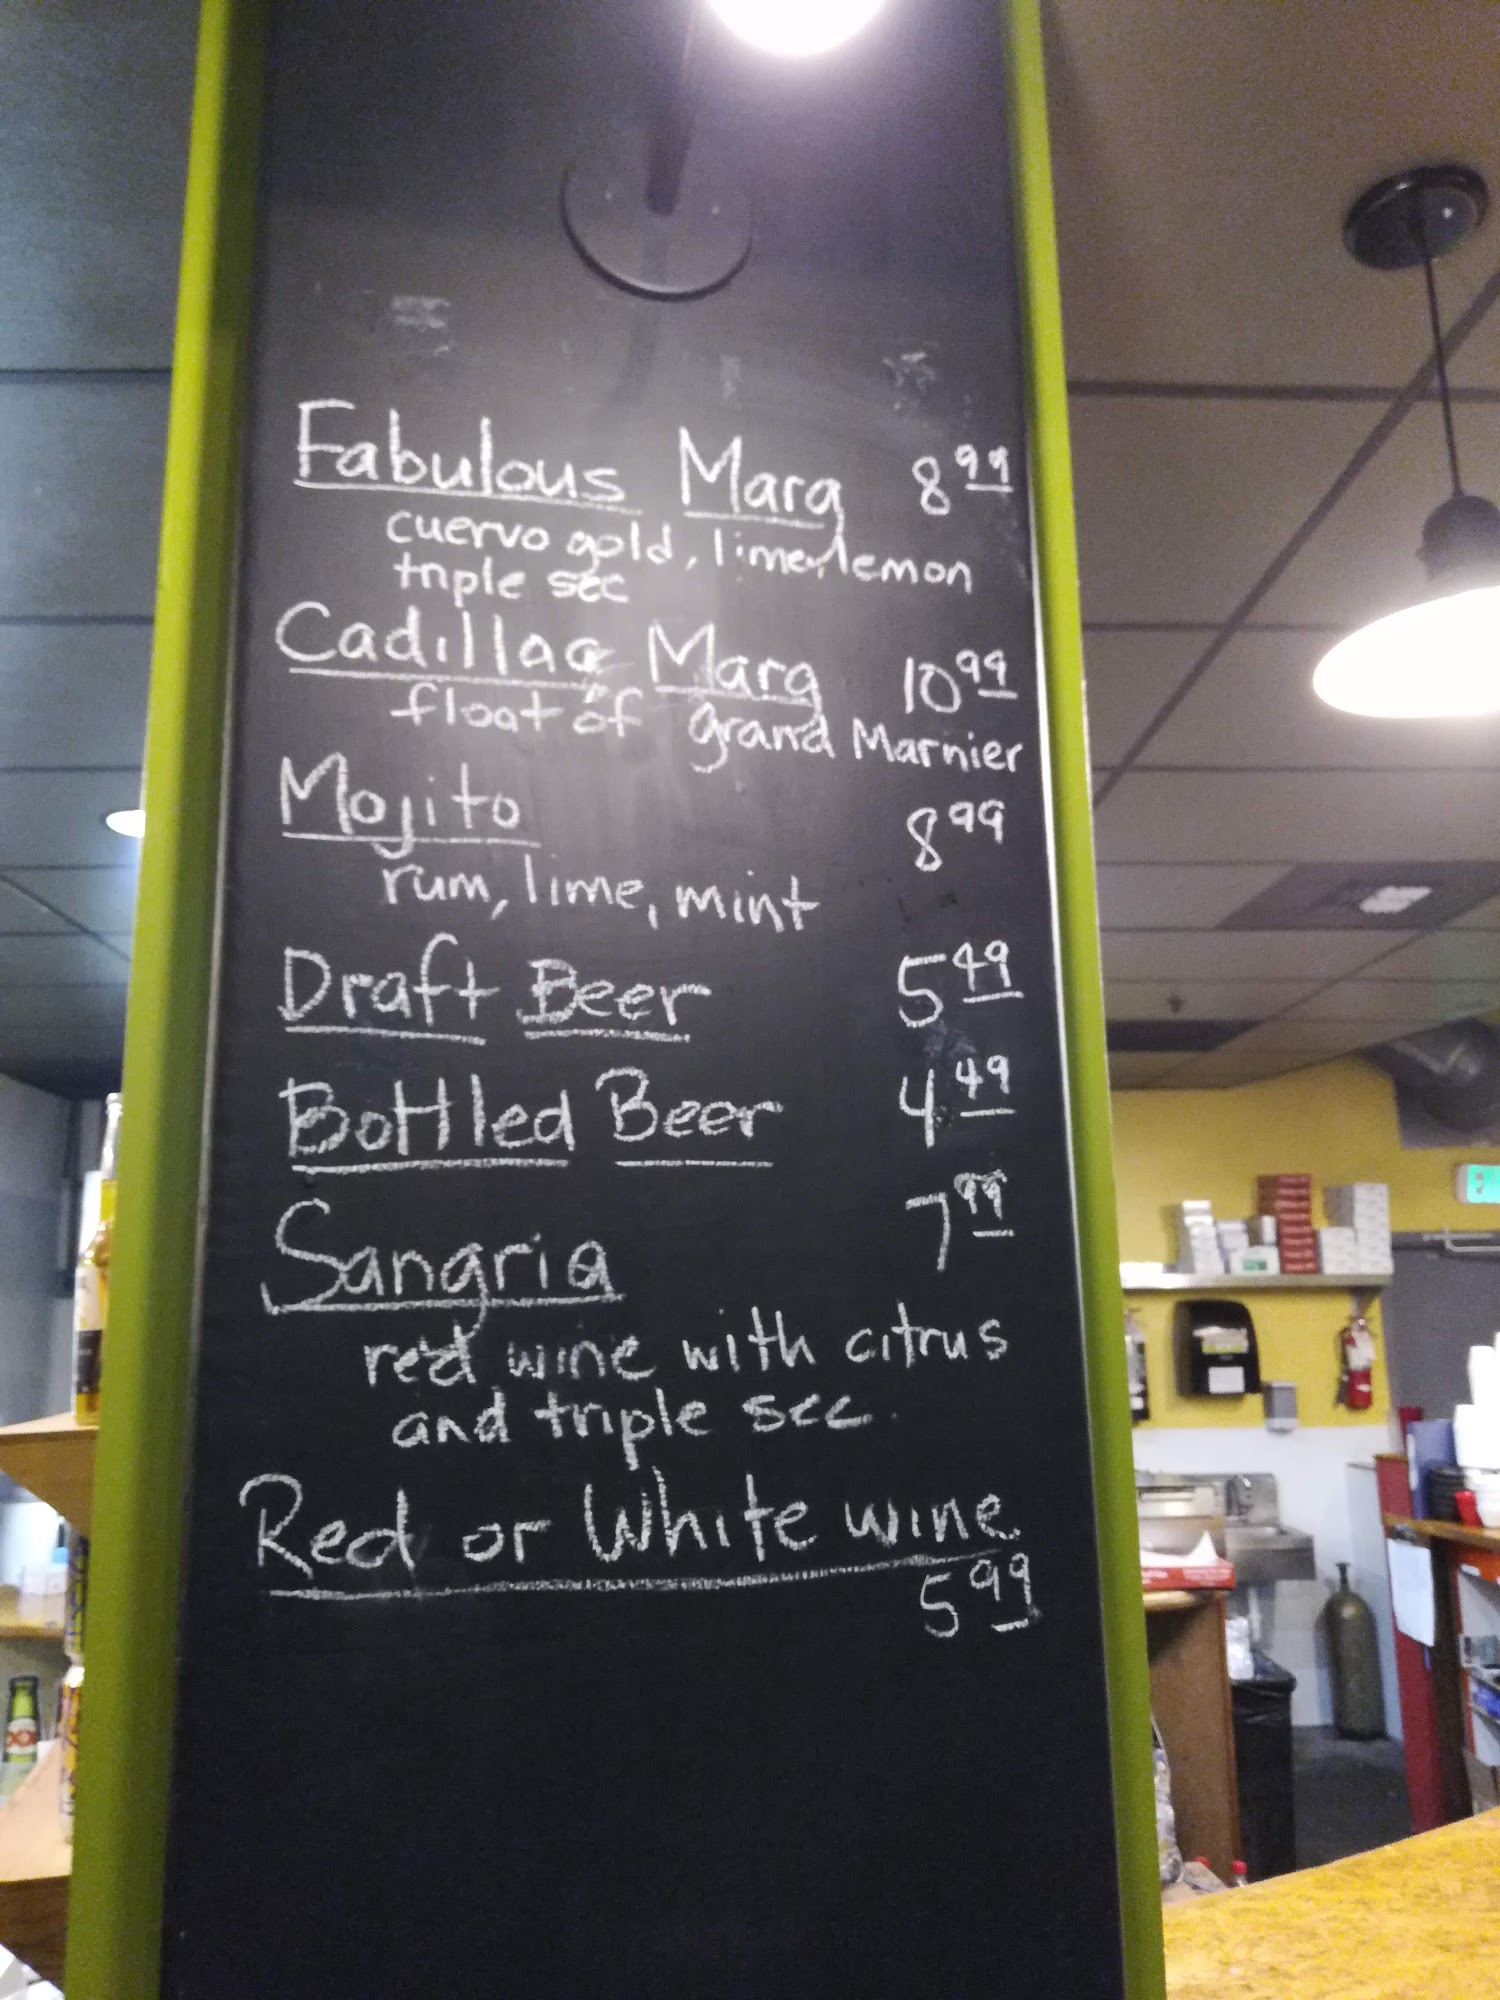 Fabulous Marg 8.99
cuervo gold, lime, lemon
triple sec
Cadillac Marg 10.99
float of grand Marnier
Mojito 8.99
rum, lime, mint
Draft Beer 5.49
Bottled Beer 4.49
Sangria 7.99
red wine with citrus
and triple sec.
Red or White wine
5.99